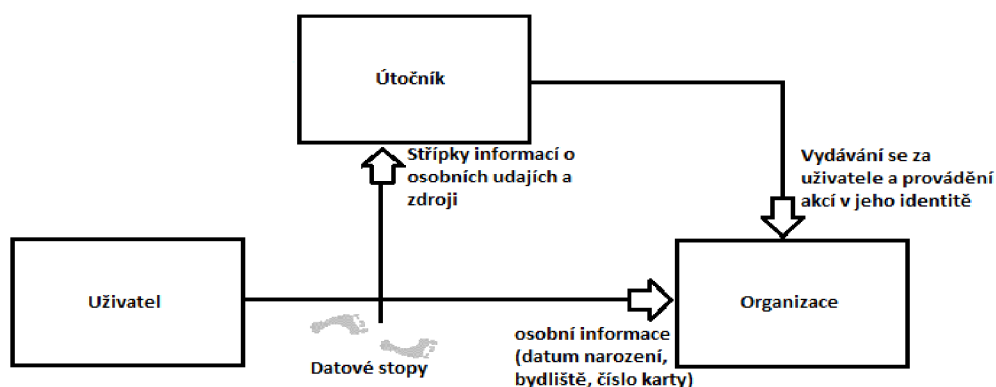 Útočník
Střípky informací o
osobních udajích a
zdroji
Vydávání se za
uživatele a provádění
akcí v jeho identitě
Uživatel
Organizace
Datové stopy
osobní informace
(datum narození,
bydliště, číslo karty)